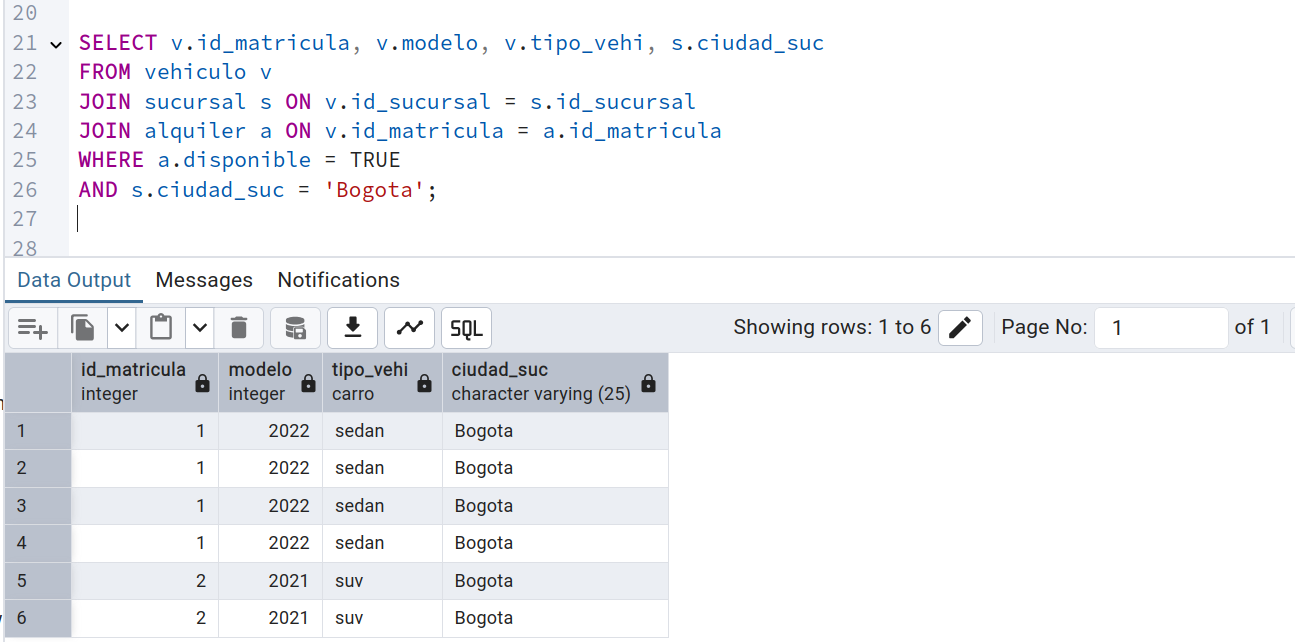 20
21 SELECT v.id_matricula, v.modelo, v.tipo_vehi, s.ciudad_suc
22 FROM vehiculo v
23 JOIN sucursal s ON v.id_sucursal = s.id_sucursal
24 JOIN alquiler a ON v.id_matricula = a.id_matricula
25 WHERE a.disponible = TRUE
26 AND s.ciudad_suc = 'Bogota';
27
28
Data Output Messages Notifications
SQL Showing rows: 1 to 6 Page No: 1 of 1
id_matricula modelo tipo_vehi ciudad_suc
integer integer carro character varying (25)
1 1 2022 sedan Bogota
2 1 2022 sedan Bogota
3 1 2022 sedan Bogota
4 1 2022 sedan Bogota
5 2 2021 suv Bogota
6 2 2021 suv Bogota